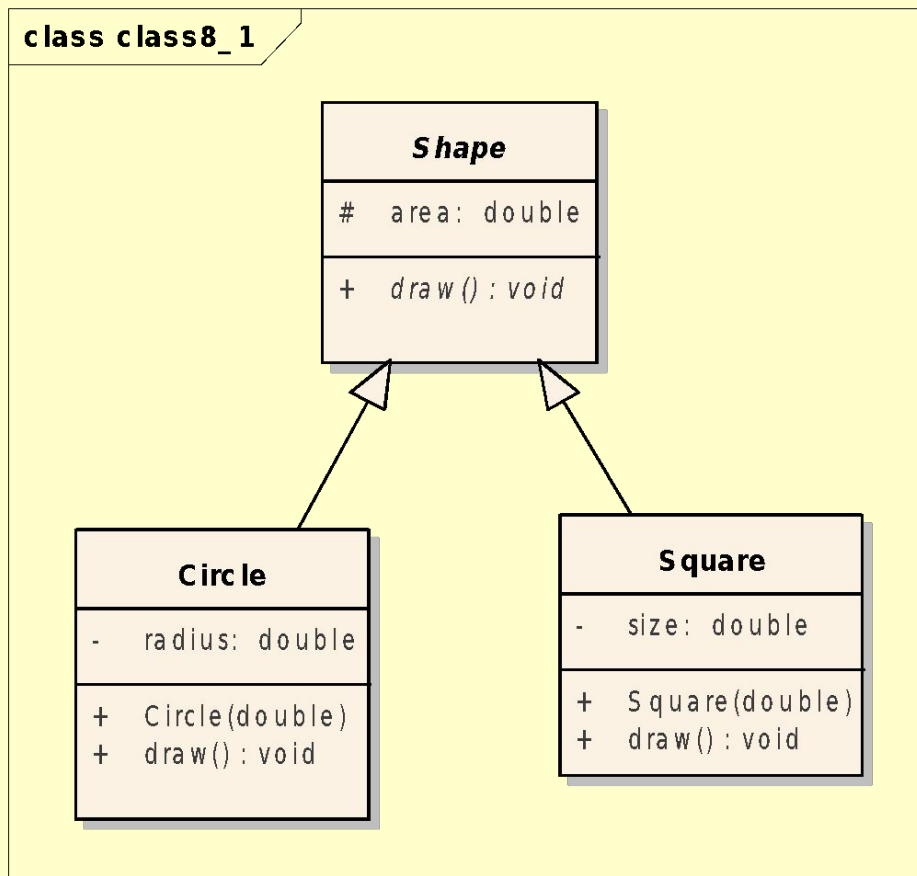 class class8_1
Shape
# area: double
+ draw() : void
Circle
- radius: double
+ Circle(double)
+ draw() : void
Square
- size: double
+ Square(double)
+ draw() : void